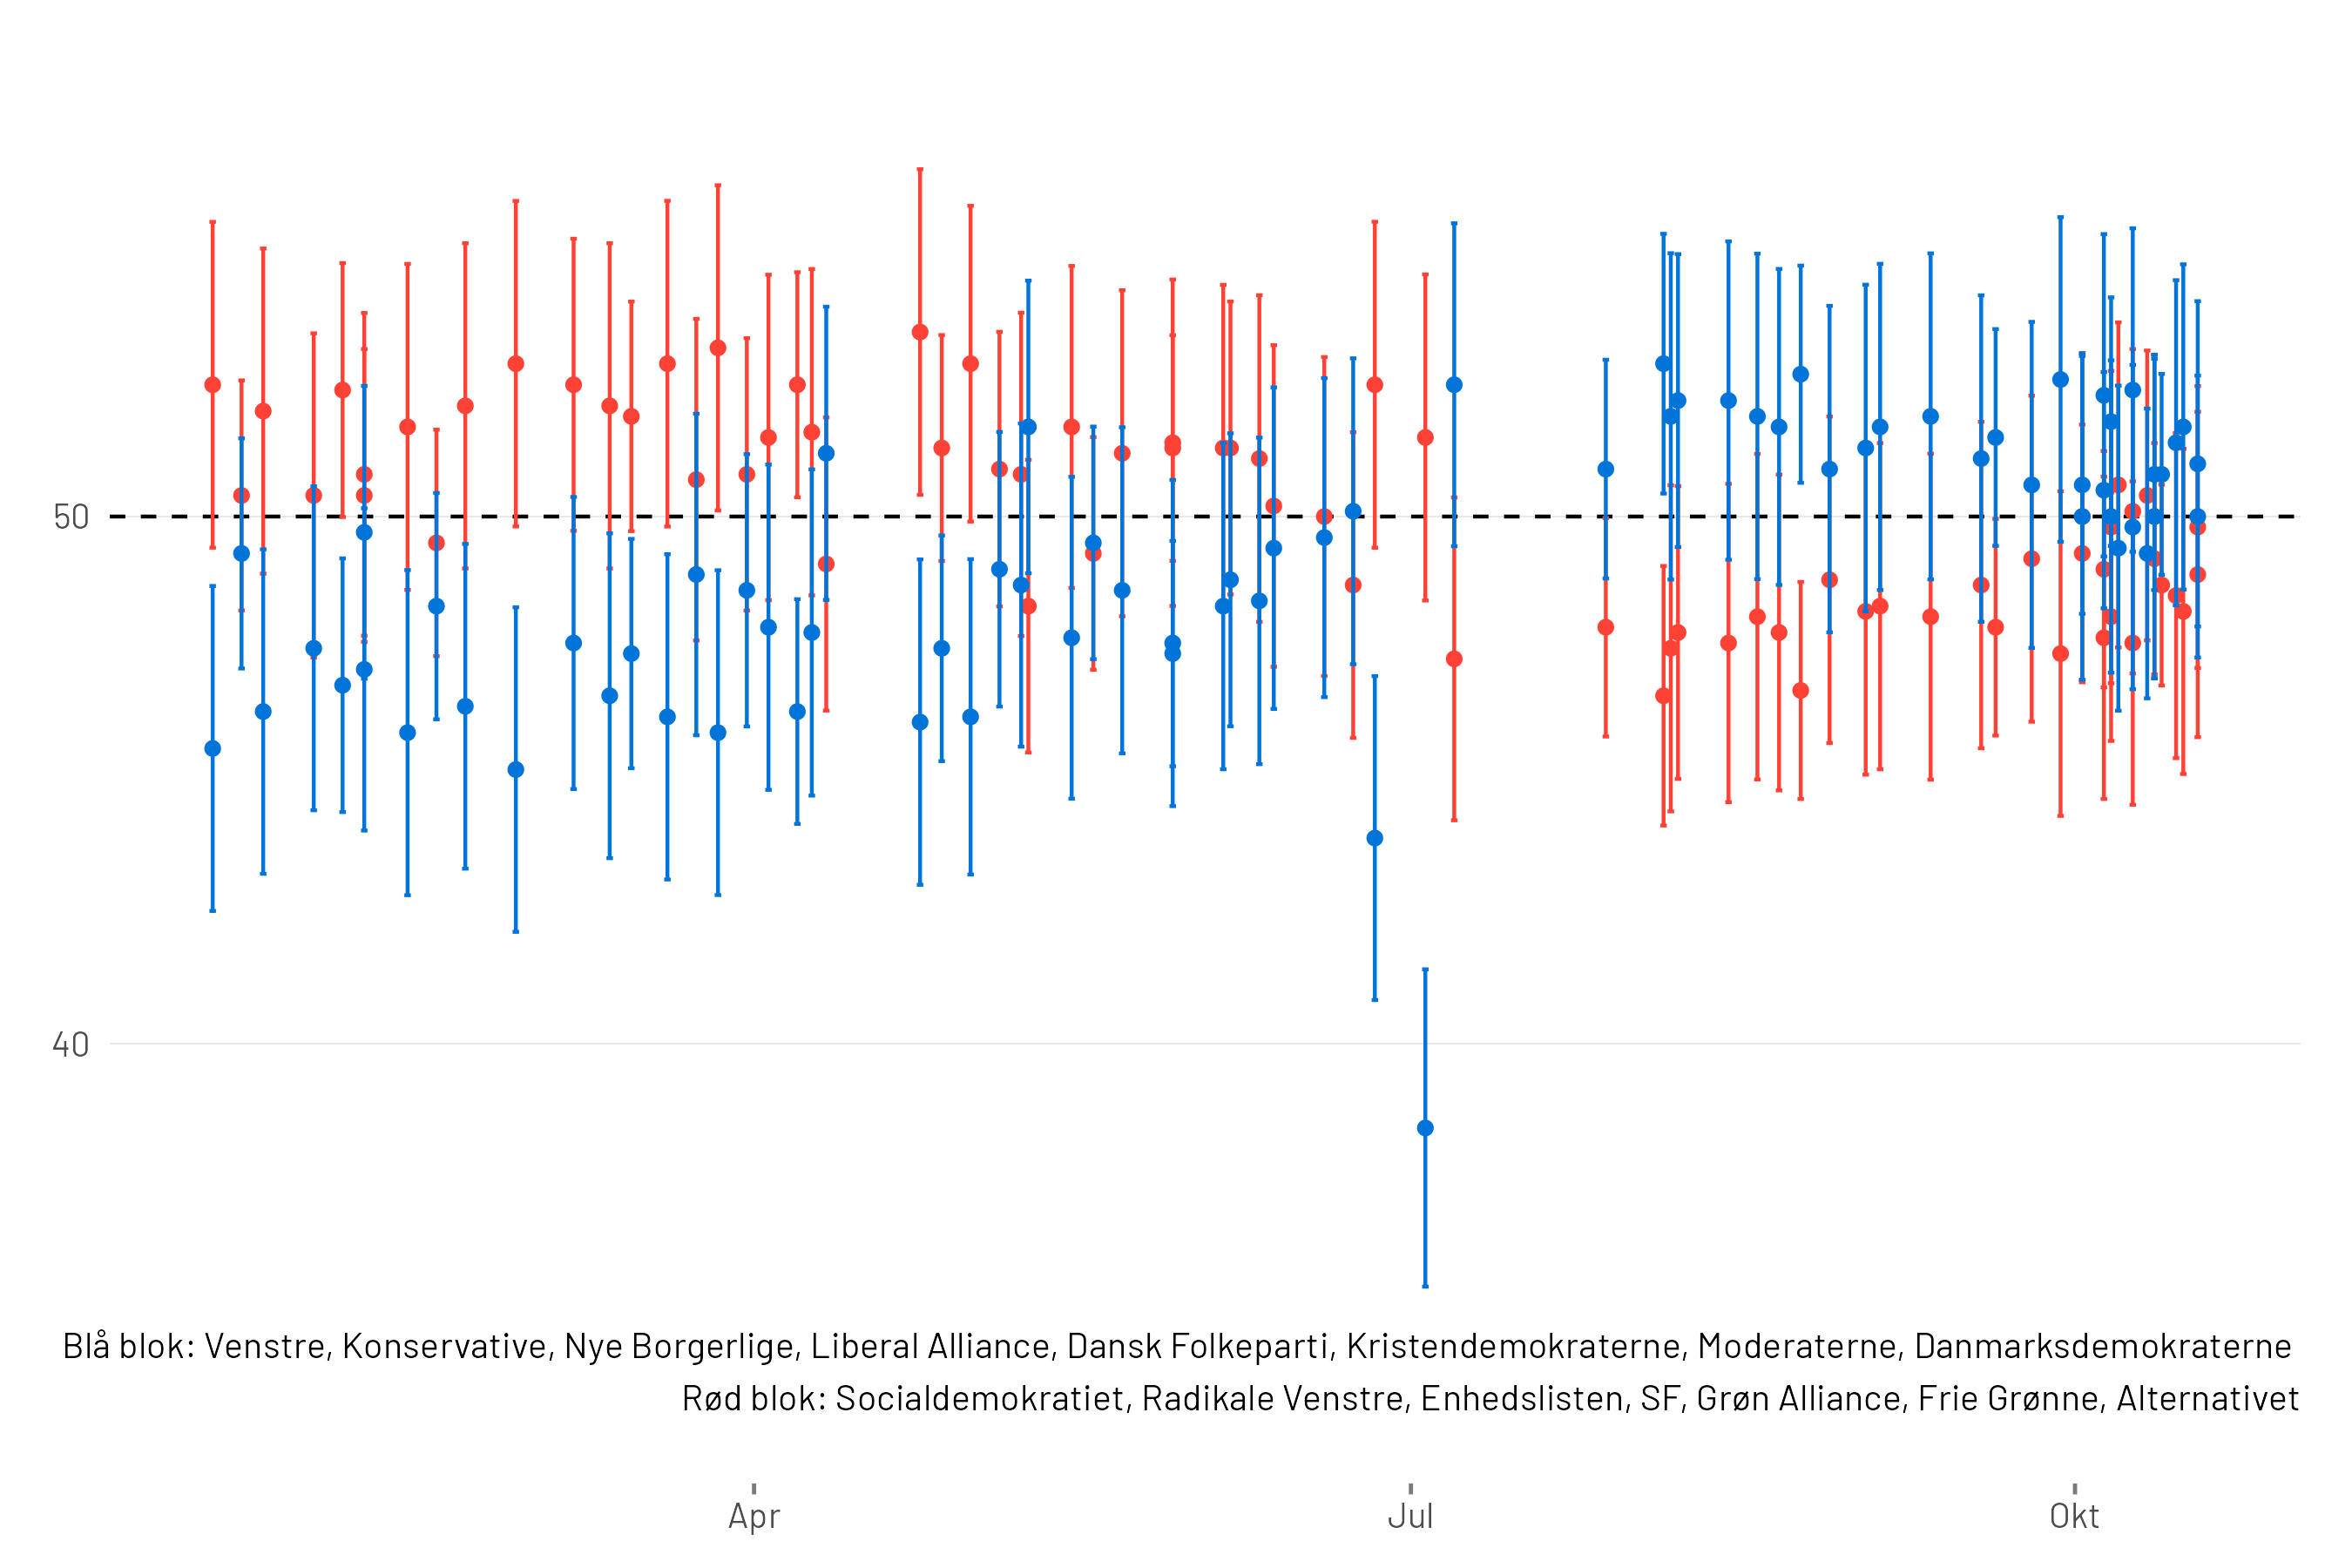 50
40
Blå blok: Venstre, Konservative, Nye Borgerlige, Liberal Alliance, Dansk Folkeparti, Kristendemokraterne, Moderaterne, Danmarksdemokraterne
Rød blok: Socialdemokratiet, Radikale Venstre, Enhedslisten, SF, Grøn Alliance, Frie Grønne, Alternativet
Apr Jul Okt